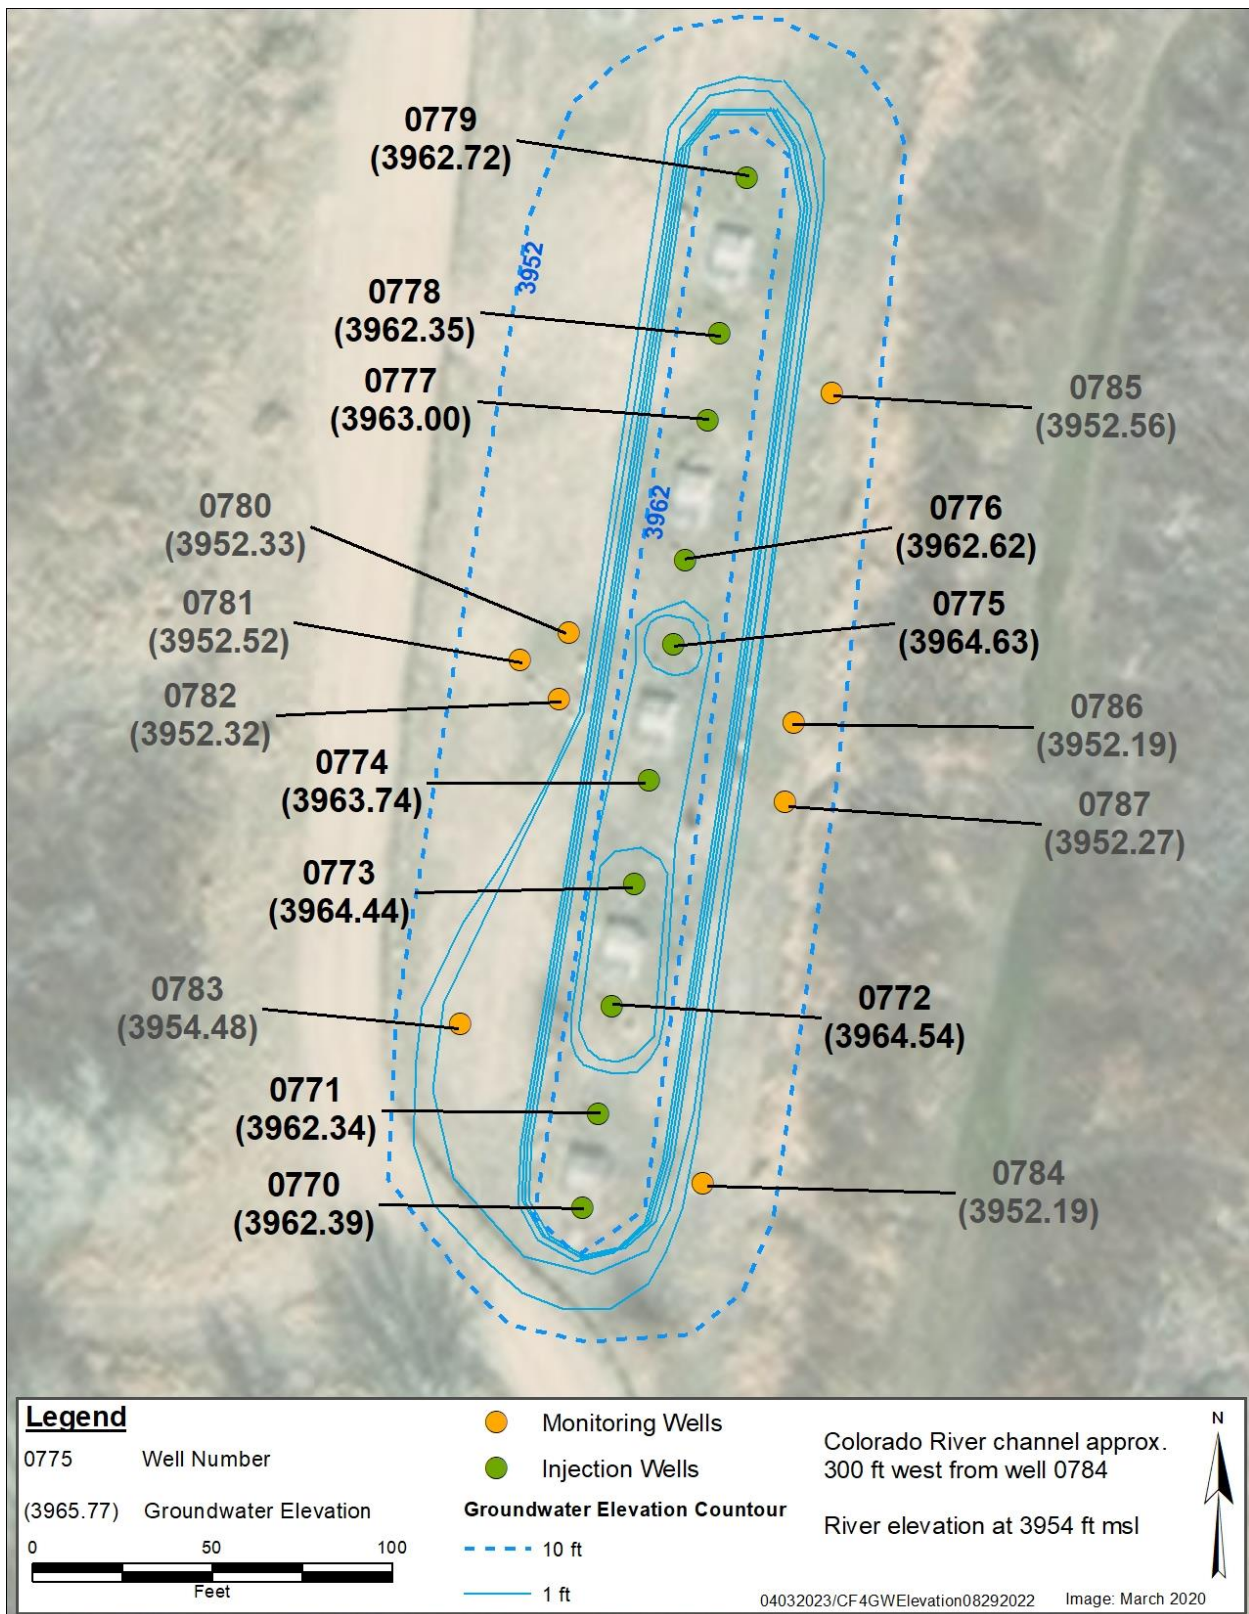 0779
(3962.72)
3952
0778
(3962.35)
0777
(3963.00)
0785
(3952.56)
3962
0780
(3952.33)
0776
(3962.62)
0781
(3952.52)
0775
(3964.63)
0782
(3952.32)
0786
(3952.19)
0774
(3963.74)
0787
(3952.27)
0773
(3964.44)
0783
(3954.48)
0772
(3964.54)
0771
(3962.34)
0770
(3962.39)
0784
(3952.19)
Legend
0775 Well Number
(3965.77) Groundwater Elevation
0 50 100
Feet
Monitoring Wells
Injection Wells
Groundwater Elevation Countour
10 ft
1 ft
Colorado River channel approx.
300 ft west from well 0784
River elevation at 3954 ft msl
N
04032023/CF4GWElevation08292022 Image: March 2020